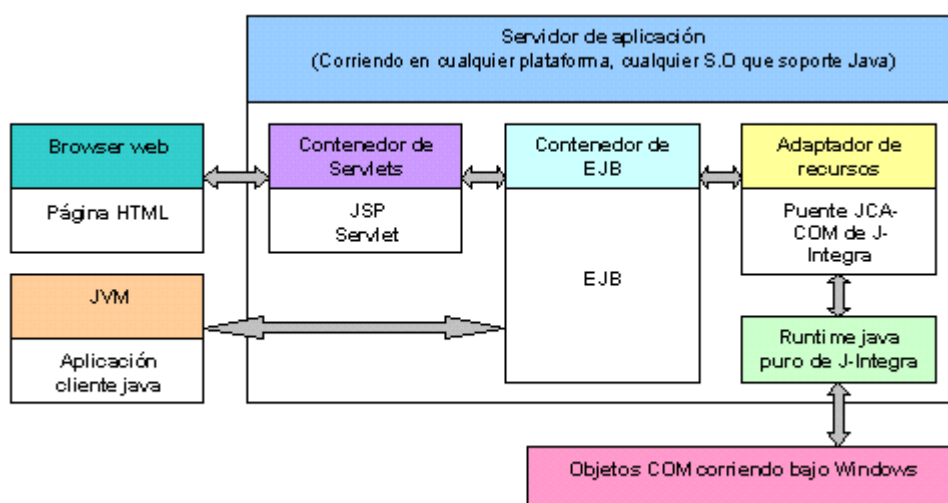 Servidor de aplicación
(Corriendo en cualquier plataforma, cualquier S.O que soporte Java)
Browser web
Página HTML
Contenedor de
Servlets
JSP
Servlet
Contenedor de
EJB
EJB
Adaptador de
recursos
Puente JCA-
COM de J-
Integra
JVM
Aplicación
cliente java
Runtime java
puro de J-Integra
Objetos COM corriendo bajo Windows